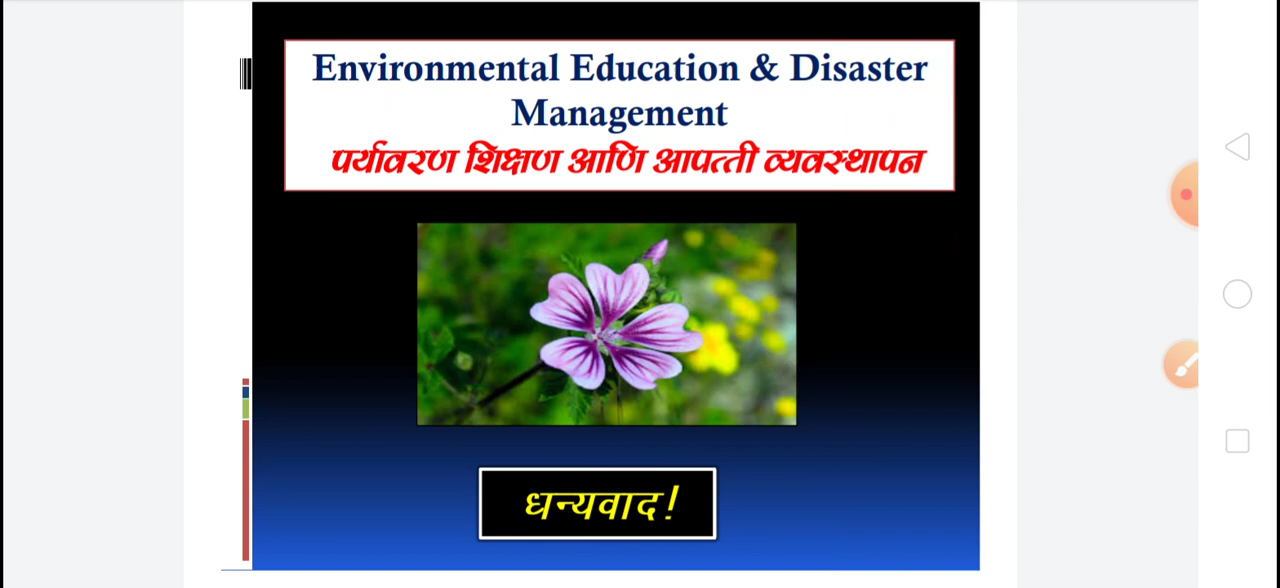 Environmental Education & Disaster
Management
पर्यावरण शिक्षण आणि आपत्ती व्यवस्थापन
धन्यवाद!